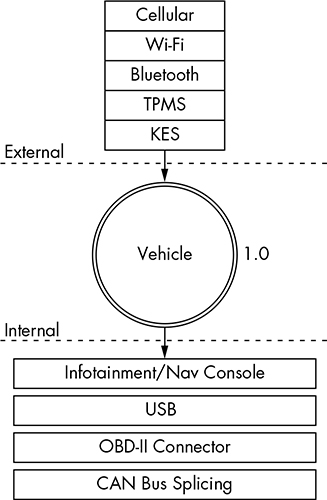 Cellular
Wi-Fi
Bluetooth
TPMS
KES
External
Vehicle 1.0
Internal
Infotainment/Nav Console
USB
OBD-II Connector
CAN Bus Splicing